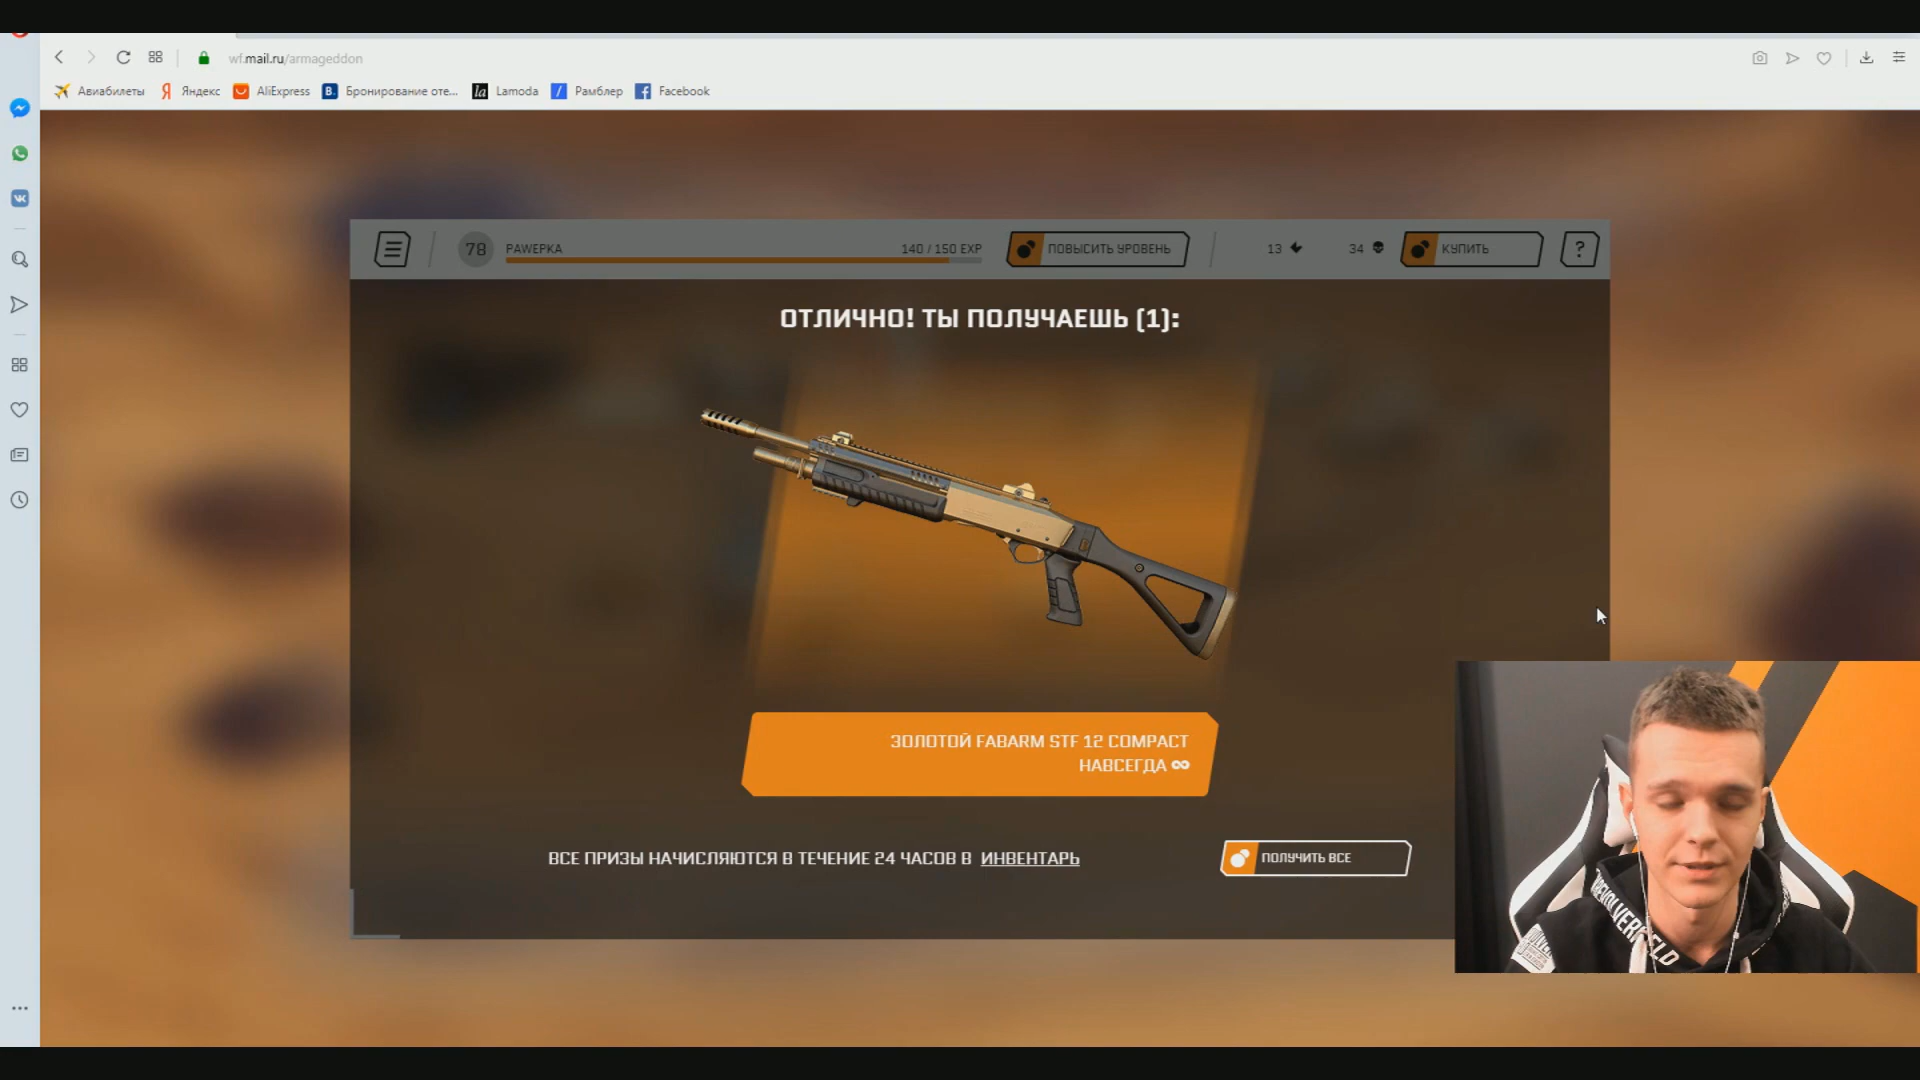 wf.mail.ru/armageddon
Авиабилеты Яндекс AliExpress Бронирование оте... Lamoda Рамблер Facebook
78 PAWEPKA 140 / 150 EXP ПОВЫСИТЬ УРОВЕНЬ 13 34 КУПИТЬ ?
ОТЛИЧНО! ТЫ ПОЛУЧАЕШЬ (1):
ЗОЛОТОЙ FABARM STF 12 COMPACT
НАВСЕГДА ∞
ВСЕ ПРИЗЫ НАЧИСЛЯЮТСЯ В ТЕЧЕНИЕ 24 ЧАСОВ В ИНВЕНТАРЬ
ПОЛУЧИТЬ ВСЕ